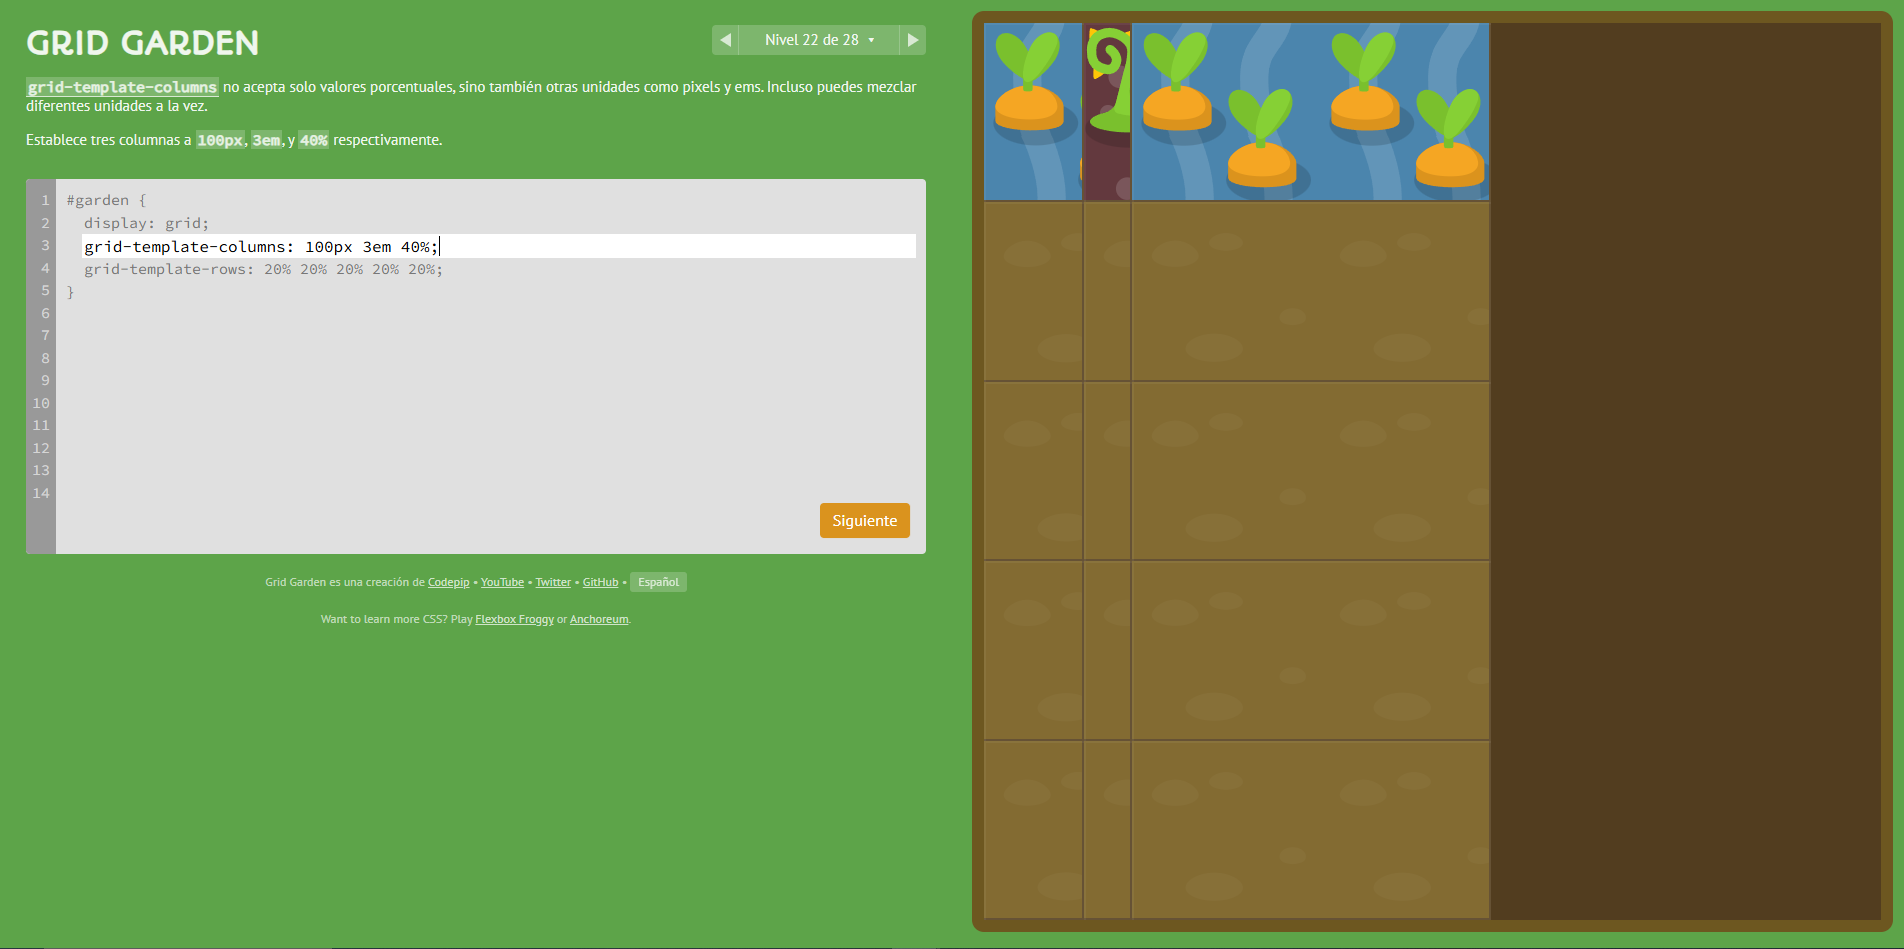 GRID GARDEN
Nivel 22 de 28 ▾
grid-template-columns no acepta solo valores porcentuales, sino también otras unidades como pixels y ems. Incluso puedes mezclar
diferentes unidades a la vez.
Establece tres columnas a 100px, 3em, y 40% respectivamente.
1 #garden {
2 display: grid;
3 grid-template-columns: 100px 3em 40%;
4 grid-template-rows: 20% 20% 20% 20% 20%;
5 }
6
7
8
9
10
11
12
13
14
Siguiente
Grid Garden es una creación de Codepip • YouTube • Twitter • GitHub • Español
Want to learn more CSS? Play Flexbox Froggy or Anchoreum.